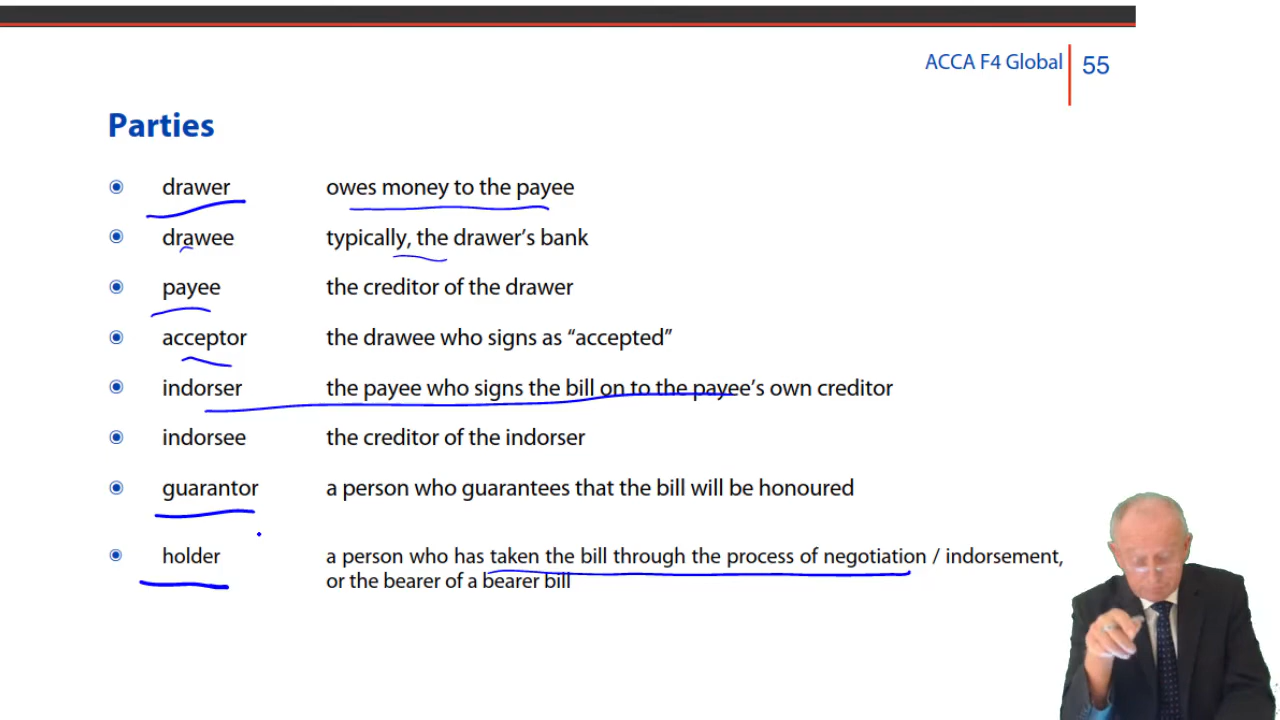 ACCA F4 Global 55
Parties
drawer owes money to the payee
drawee typically, the drawer's bank
payee the creditor of the drawer
acceptor the drawee who signs as “accepted”
indorser the payee who signs the bill on to the payee's own creditor
indorsee the creditor of the indorser
guarantor a person who guarantees that the bill will be honoured
holder a person who has taken the bill through the process of negotiation / indorsement,
or the bearer of a bearer bill